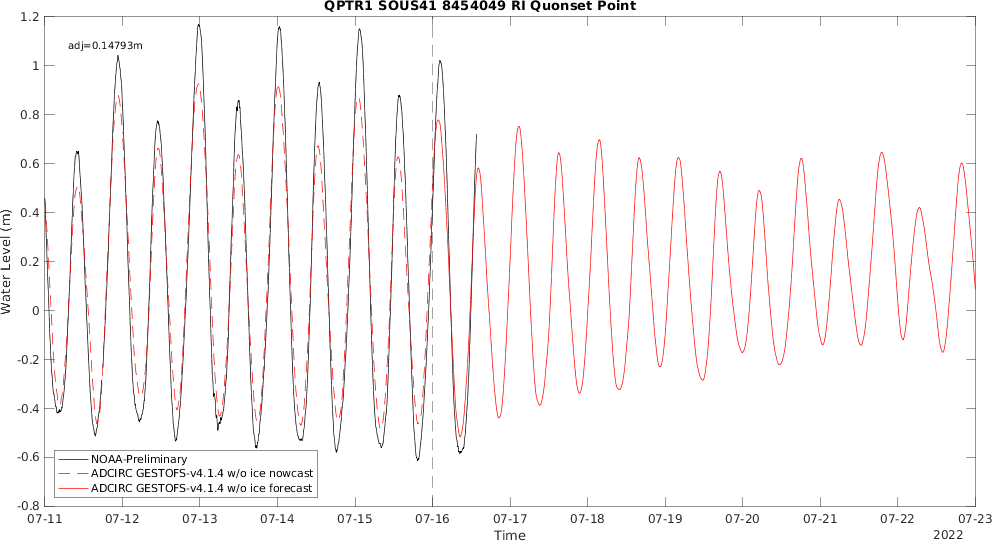 QPTR1 SOUS41 8454049 RI Quonset Point
adj=0.14793m
1.2
1
0.8
0.6
0.4
0.2
0
-0.2
-0.4
-0.6
-0.8
Water Level (m)
NOAA-Preliminary
ADCIRC GESTOFS-v4.1.4 w/o ice nowcast
ADCIRC GESTOFS-v4.1.4 w/o ice forecast
07-11 07-12 07-13 07-14 07-15 07-16 07-17 07-18 07-19 07-20 07-21 07-22 07-23
Time
2022